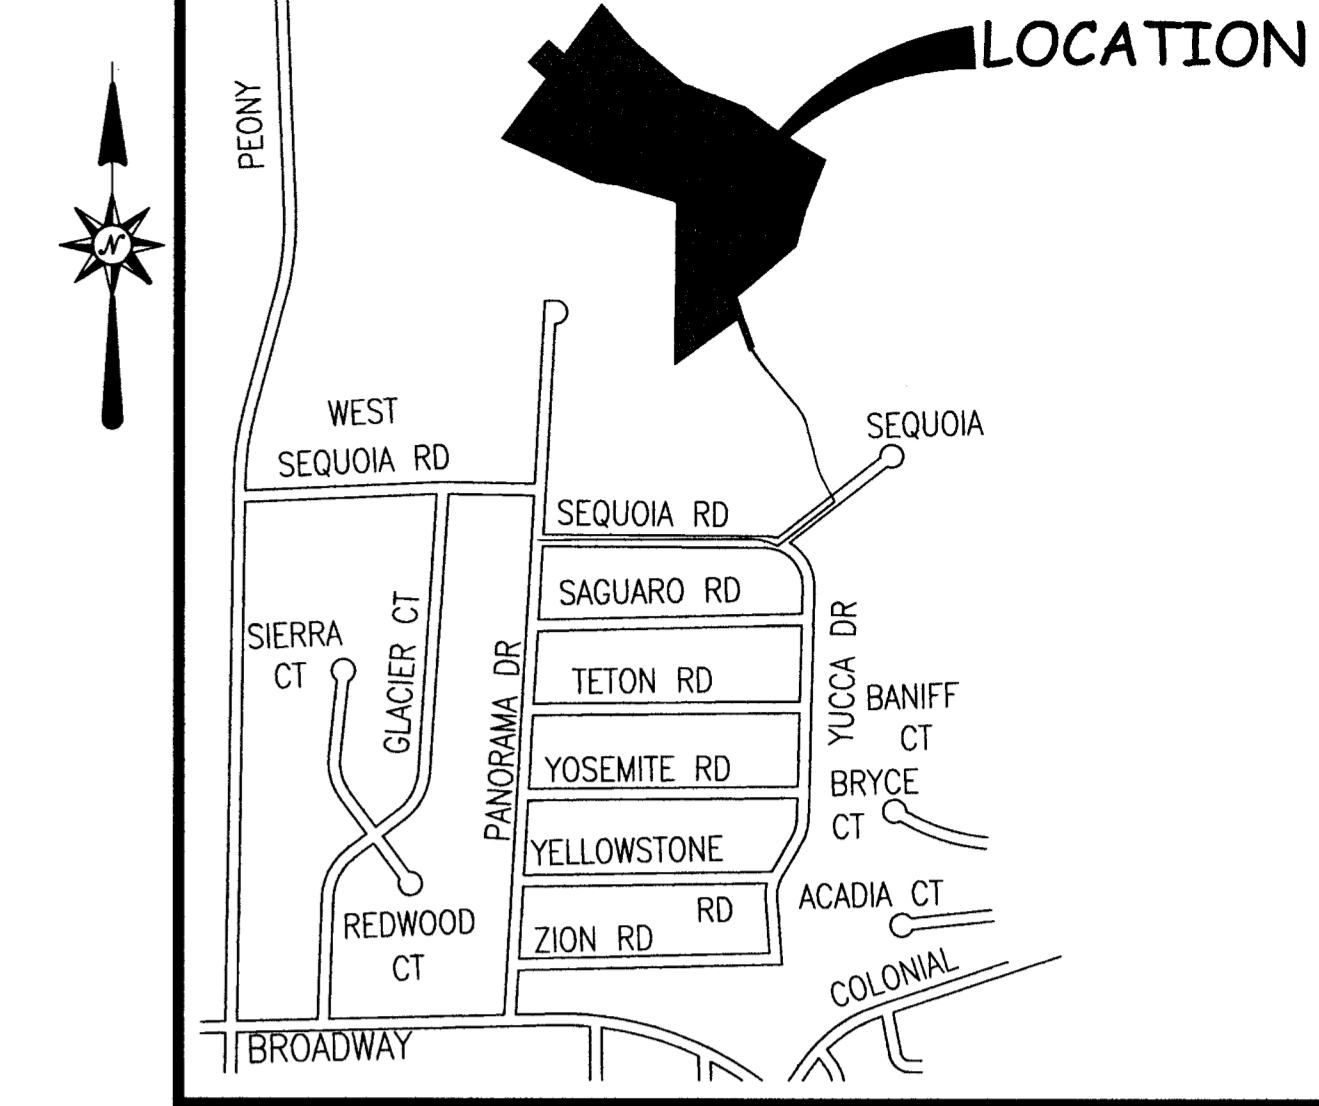 LOCATION
PEONY
N
WEST
SEQUOIA RD
SEQUOIA
SEQUOIA RD
SAGUARO RD
SIERRA
CT
GLACIER CT
PANORAMA DR
TETON RD
YUCCA DR
BANIFF
CT
YOSEMITE RD
BRYCE
CT
YELLOWSTONE
RD
ACADIA CT
REDWOOD
CT
ZION RD
COLONIAL
BROADWAY